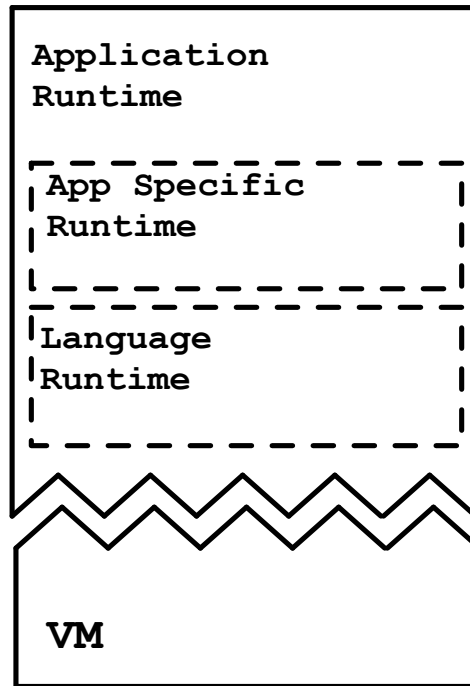 Application
Runtime
App Specific
Runtime
Language
Runtime
VM